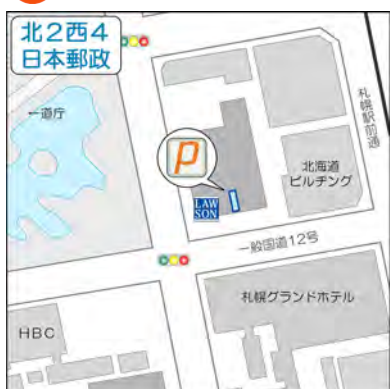 北2西4
日本郵政
←道庁
札幌駅前通
P
北海道
ビルヂング
LAW
SON
一般国道12号
札幌グランドホテル
HBC